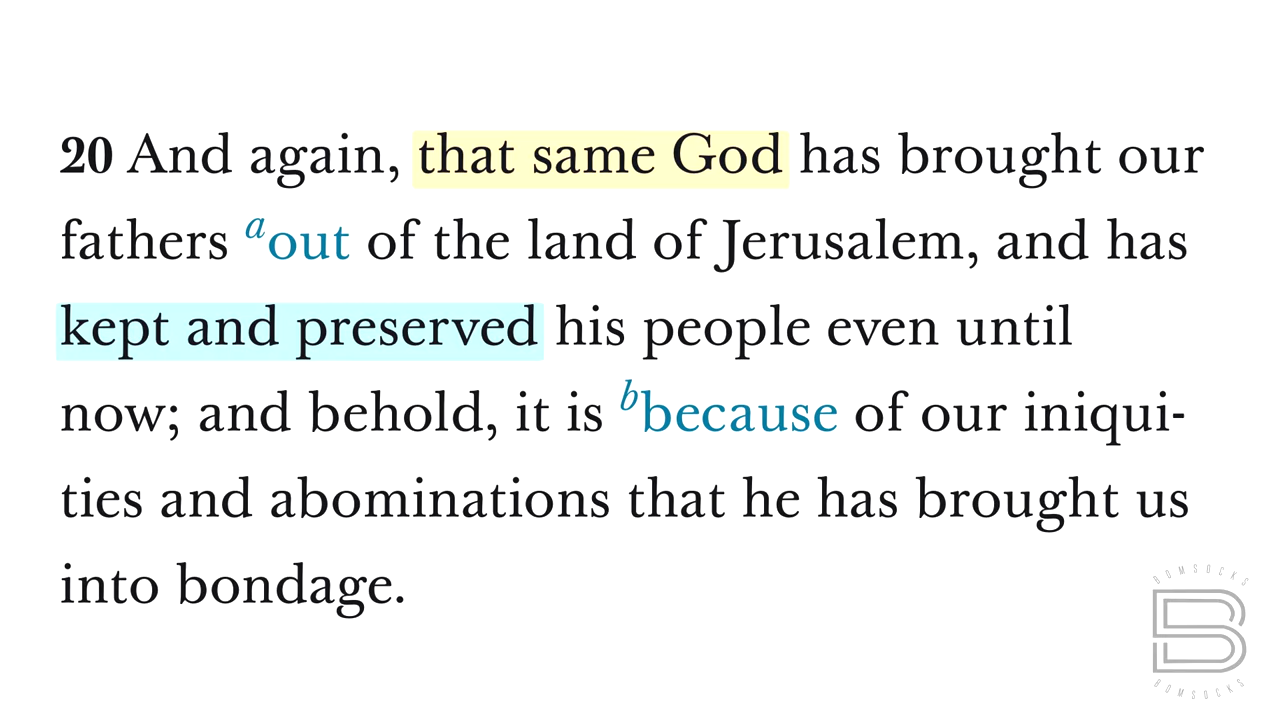 20 And again, that same God has brought our
fathers aout of the land of Jerusalem, and has
kept and preserved his people even until
now; and behold, it is bbecause of our iniqui-
ties and abominations that he has brought us
into bondage.
BOMSOCKS
B
BOMSOCKS